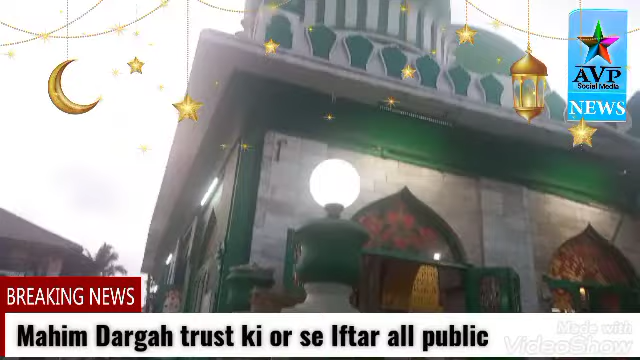 AVP
Social Media
NEWS
BREAKING NEWS
Mahim Dargah trust ki or se Iftar all public
Made with
VideoShow